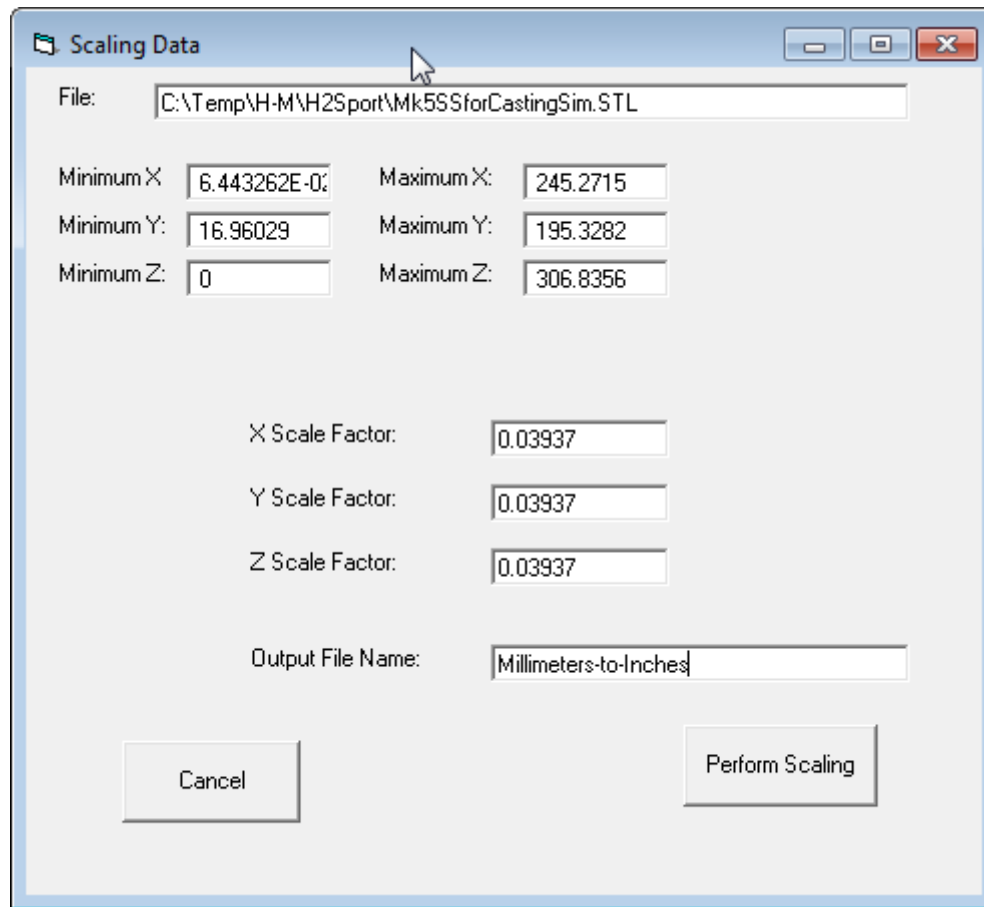 Scaling Data
File: C:\Temp\H-M\H2Sport\Mk5SSforCastingSim.STL
Minimum X 6.443262E-02 Maximum X: 245.2715
Minimum Y: 16.96029 Maximum Y: 195.3282
Minimum Z: 0 Maximum Z: 306.8356
X Scale Factor: 0.03937
Y Scale Factor: 0.03937
Z Scale Factor: 0.03937
Output File Name: Millimeters-to-Inches
Cancel Perform Scaling